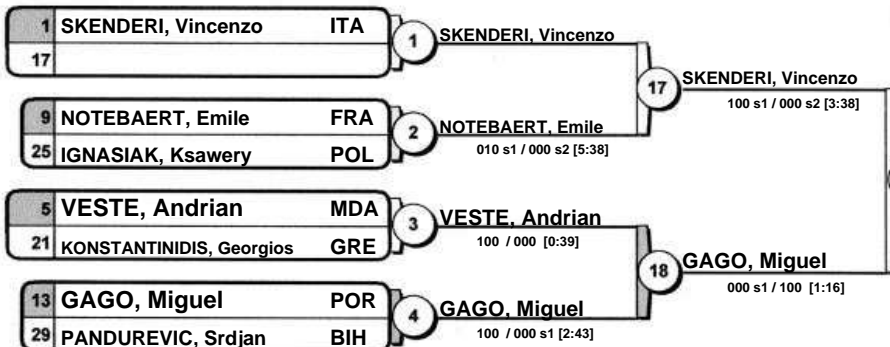 1 SKENDERI, Vincenzo ITA
17
1 SKENDERI, Vincenzo
9 NOTEBAERT, Emile FRA
25 IGNASIAK, Ksawery POL
2 NOTEBAERT, Emile
010 s1 / 000 s2 [5:38]
17 SKENDERI, Vincenzo
100 s1 / 000 s2 [3:38]
5 VESTE, Andrian MDA
21 KONSTANTINIDIS, Georgios GRE
3 VESTE, Andrian
100 / 000 [0:39]
13 GAGO, Miguel POR
29 PANDUREVIC, Srdjan BIH
4 GAGO, Miguel
100 / 000 s1 [2:43]
18 GAGO, Miguel
000 s1 / 100 [1:16]